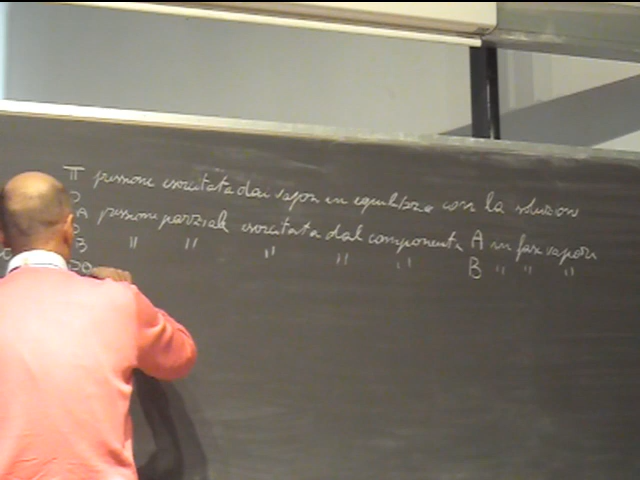 π pressione esercitata dai vapori in equilibrio con la soluzione
P A pressione parziale esercitata dal componente A in fase vapore
P B " " " " " B " " "
P°